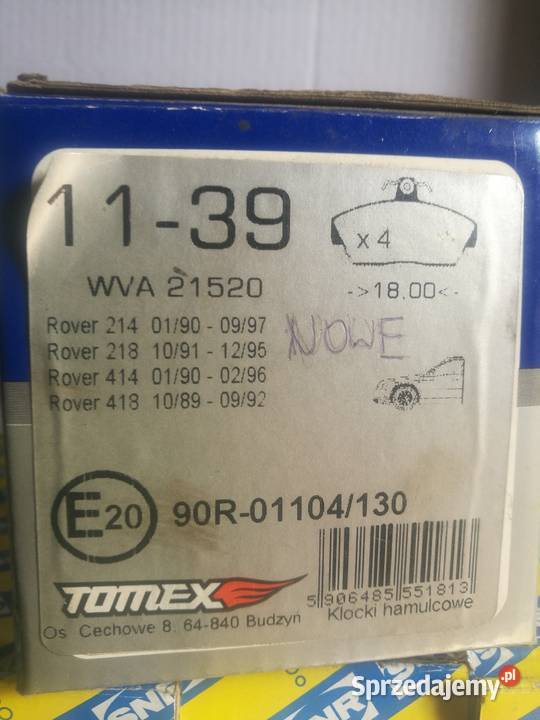 11-39
x 4
WVA 21520
->18,00<-
Rover 214 01/90 - 09/97
Rover 218 10/91 - 12/95
Rover 414 01/90 - 02/96
Rover 418 10/89 - 09/92
NOWE
E20
90R-01104/130
TOMEX
Os. Cechowe 8, 64-840 Budzyń
5 906485 551813
Klocki hamulcowe
SNR
SNR
Sprzedajemy.pl